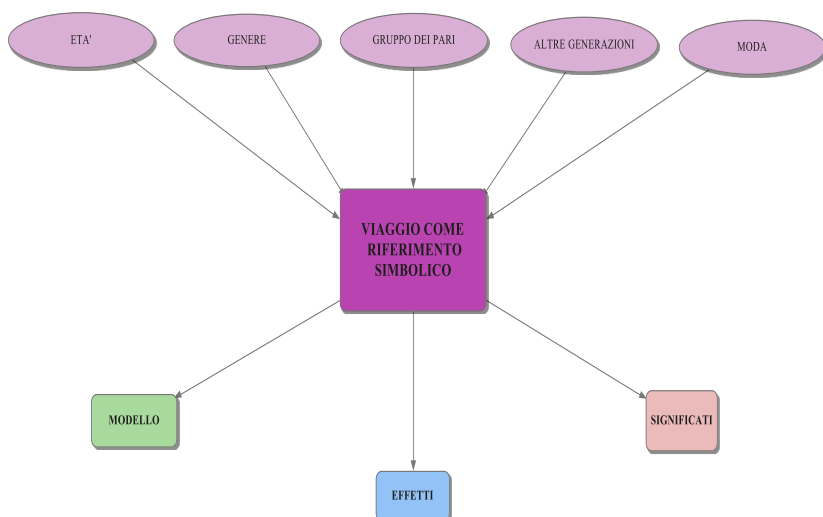 ETA'
GENERE
GRUPPO DEI PARI
ALTRE GENERAZIONI
MODA
VIAGGIO COME
RIFERIMENTO
SIMBOLICO
MODELLO
SIGNIFICATI
EFFETTI